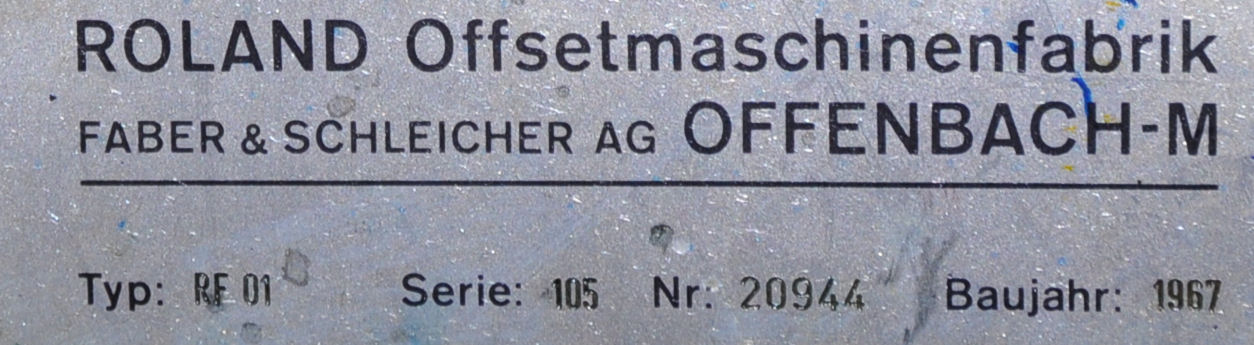 ROLAND Offsetmaschinenfabrik
FABER & SCHLEICHER AG OFFENBACH-M
Typ: RF 01 Serie: 105 Nr: 20944 Baujahr: 1967